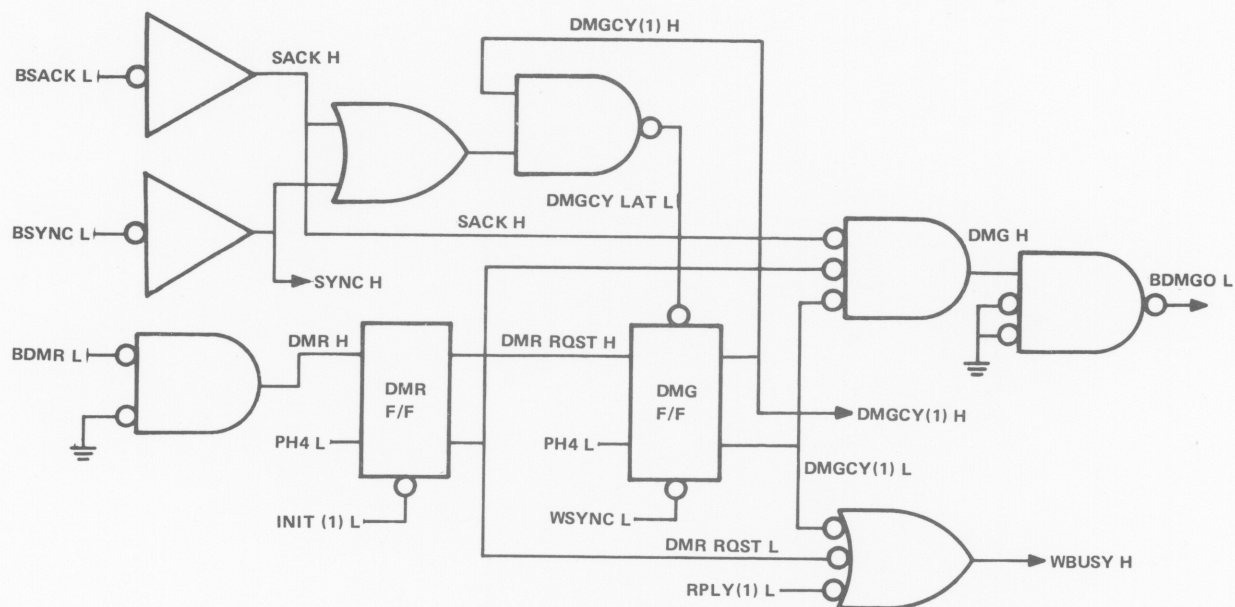 DMGCY(1) H
BSACK L
SACK H
DMGCY LAT L
BSYNC L
SACK H
DMG H
SYNC H
BDMGO L
BDMR L
DMR H
DMR RQST H
DMR
F/F
DMG
F/F
DMGCY(1) H
PH4 L
PH4 L
DMGCY(1) L
INIT (1) L
WSYNC L
DMR RQST L
WBUSY H
RPLY(1) L